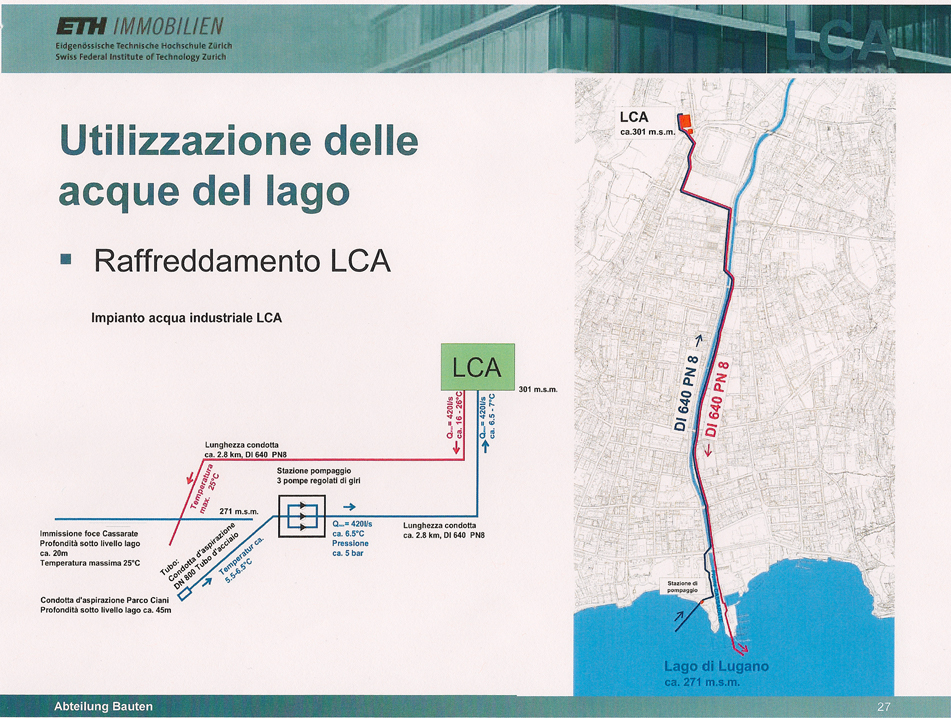 ETH IMMOBILIEN
Eidgenössische Technische Hochschule Zürich
Swiss Federal Institute of Technology Zurich
LCA
Utilizzazione delle
acque del lago
Raffreddamento LCA
Impianto acqua industriale LCA
LCA
301 m.s.m.
= 420l/s
ca. 16 - 26°C
= 420l/s
ca. 6.5 - 7°C
Lunghezza condotta
ca. 2.8 km, DI 640 PN8
Temperatura
max. 25°C
Stazione pompaggio
3 pompe regolati di giri
271 m.s.m.
Immissione foce Cassarate
Profondità sotto livello lago
ca. 20m
Temperatura massima 25°C
Tubo:
Condotta d'aspirazione
DN 800 Tubo d'acciaio
Temperatur ca.
5.5-6.5°C
= 420l/s
ca. 6.5°C
Pressione
ca. 5 bar
Lunghezza condotta
ca. 2.8 km, DI 640 PN8
Condotta d'aspirazione Parco Ciani
Profondità sotto livello lago ca. 45m
LCA
ca.301 m.s.m.
DI 640 PN 8
DI 640 PN 8
Stazione di
pompaggio
Lago di Lugano
ca. 271 m.s.m.
Abteilung Bauten
27